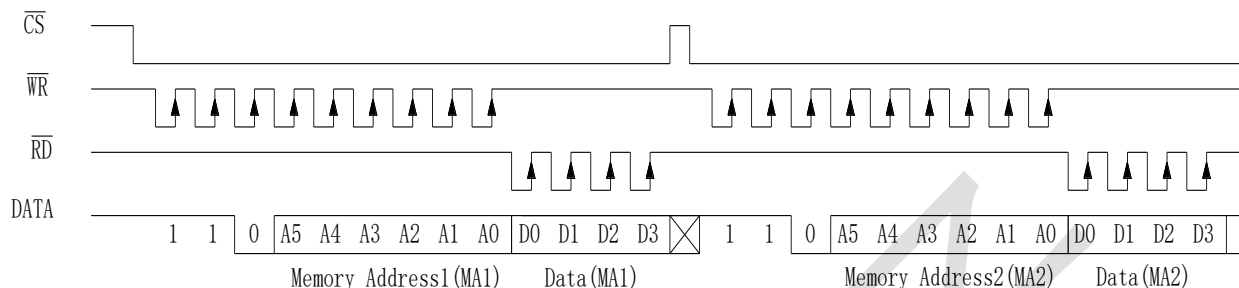 CS
WR
RD
DATA
1 1 0 A5 A4 A3 A2 A1 A0 D0 D1 D2 D3 1 1 0 A5 A4 A3 A2 A1 A0 D0 D1 D2 D3
Memory Address1(MA1) Data(MA1) Memory Address2(MA2) Data(MA2)